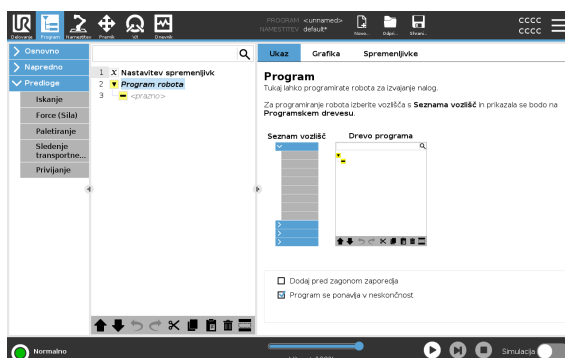 PROGRAM <unnamed>
NAMESTITEV default*
Delovanje Program Namestitev Premik V/I Dnevnik
Novo... Odpri... Shrani...
CCCC
CCCC
Osnovno
Napredno
Predloge
Iskanje
Force (Sila)
Paletiranje
Sledenje
transportne...
Privijanje
1 X Nastavitev spremenljivk
2 Program robota
3 <prazno>
Ukaz Grafika Spremenljivke
Program
Tukaj lahko programirate robota za izvajanje nalog.
Za programiranje robota izberite vozlišča s Seznama vozlišč in prikazala se bodo na
Programskem drevesu.
Seznam vozlišč Drevo programa
Dodaj pred zagonom zaporedja
Program se ponavlja v neskončnost
Normalno
Simulacija